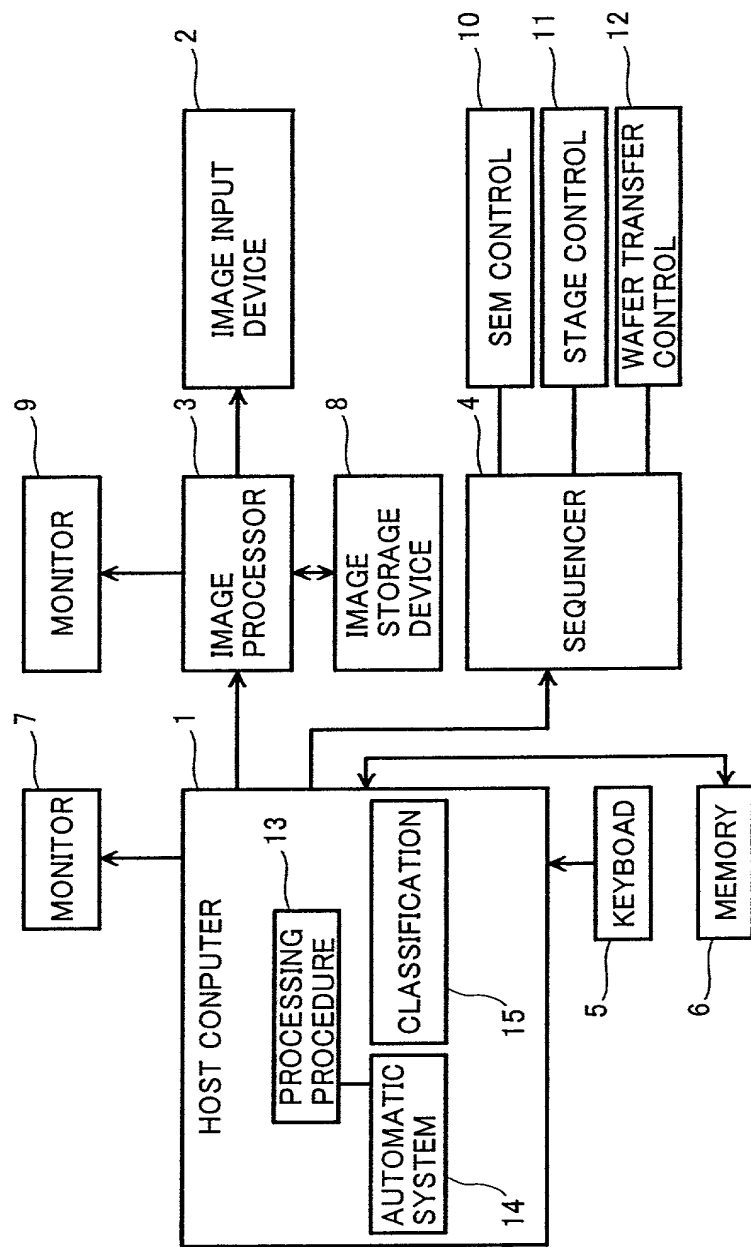 7
MONITOR
9
MONITOR
1
HOST CONPUTER
13
PROCESSING
PROCEDURE
AUTOMATIC
SYSTEM
14
CLASSIFICATION
15
3
IMAGE
PROCESSOR
2
IMAGE INPUT
DEVICE
8
IMAGE
STORAGE
DEVICE
4
SEQUENCER
10
SEM CONTROL
11
STAGE CONTROL
12
WAFER TRANSFER
CONTROL
KEYBOAD
5
MEMORY
6